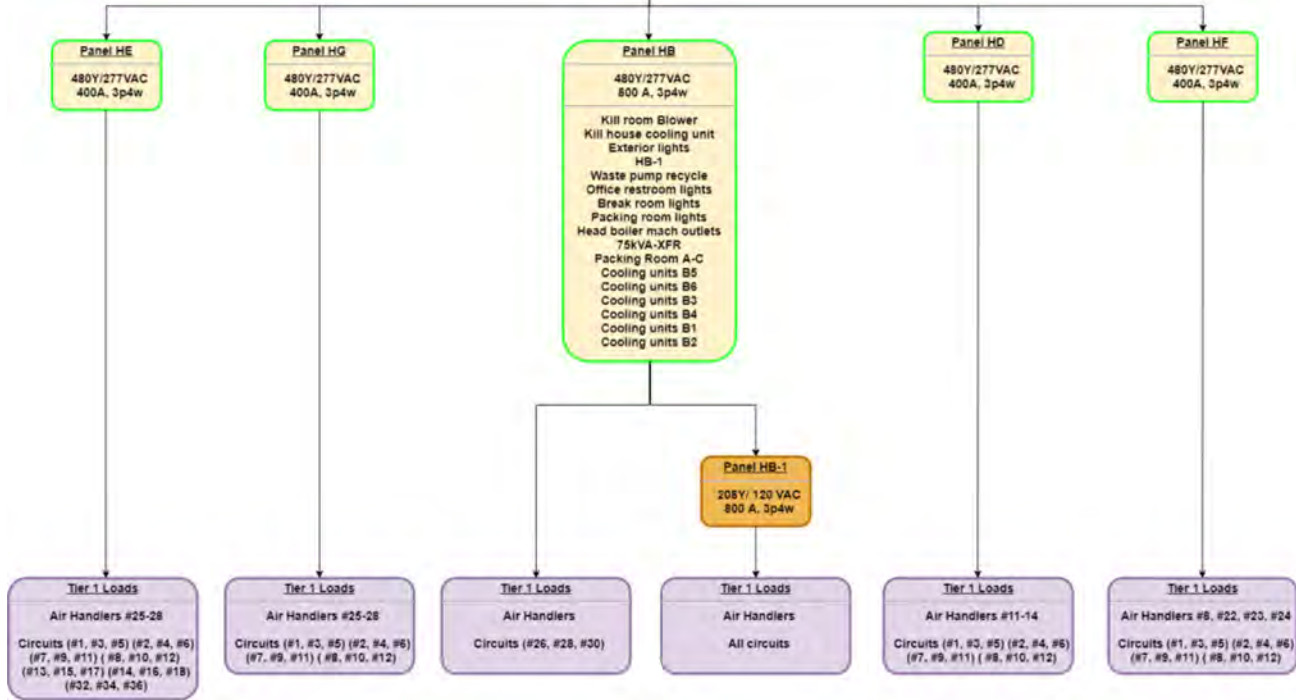 Panel HE
480Y/277VAC
400A, 3p4w
Panel HG
480Y/277VAC
400A, 3p4w
Panel HB
480Y/277VAC
800 A, 3p4w
Kill room Blower
Kill house cooling unit
Exterior lights
HB-1
Waste pump recycle
Office restroom lights
Break room lights
Packing room lights
Head boiler mach outlets
75kVA-XFR
Packing Room A-C
Cooling units B5
Cooling units B6
Cooling units B3
Cooling units B4
Cooling units B1
Cooling units B2
Panel HD
480Y/277VAC
400A, 3p4w
Panel HF
480Y/277VAC
400A, 3p4w
Panel HB-1
208Y/ 120 VAC
800 A, 3p4w
Tier 1 Loads
Air Handlers #25-28
Circuits (#1, #3, #5) (#2, #4, #6)
(#7, #9, #11) ( #8, #10, #12)
(#13, #15, #17) (#14, #16, #18)
(#32, #34, #36)
Tier 1 Loads
Air Handlers #25-28
Circuits (#1, #3, #5) (#2, #4, #6)
(#7, #9, #11) ( #8, #10, #12)
Tier 1 Loads
Air Handlers
Circuits (#26, #28, #30)
Tier 1 Loads
Air Handlers
All circuits
Tier 1 Loads
Air Handlers #11-14
Circuits (#1, #3, #5) (#2, #4, #6)
(#7, #9, #11) ( #8, #10, #12)
Tier 1 Loads
Air Handlers #8, #22, #23, #24
Circuits (#1, #3, #5) (#2, #4, #6)
(#7, #9, #11) ( #8, #10, #12)